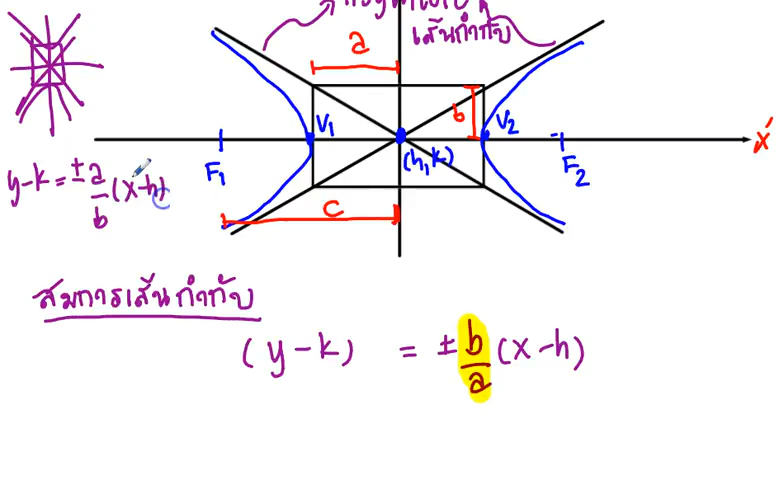 เส้นกำกับ
a
b
V₁
V₂
X
(h,k)
F₁
F₂
y-k = ± a/b (x-h)
c
สมการเส้นกำกับ
(y-k) = ± b/a (x-h)